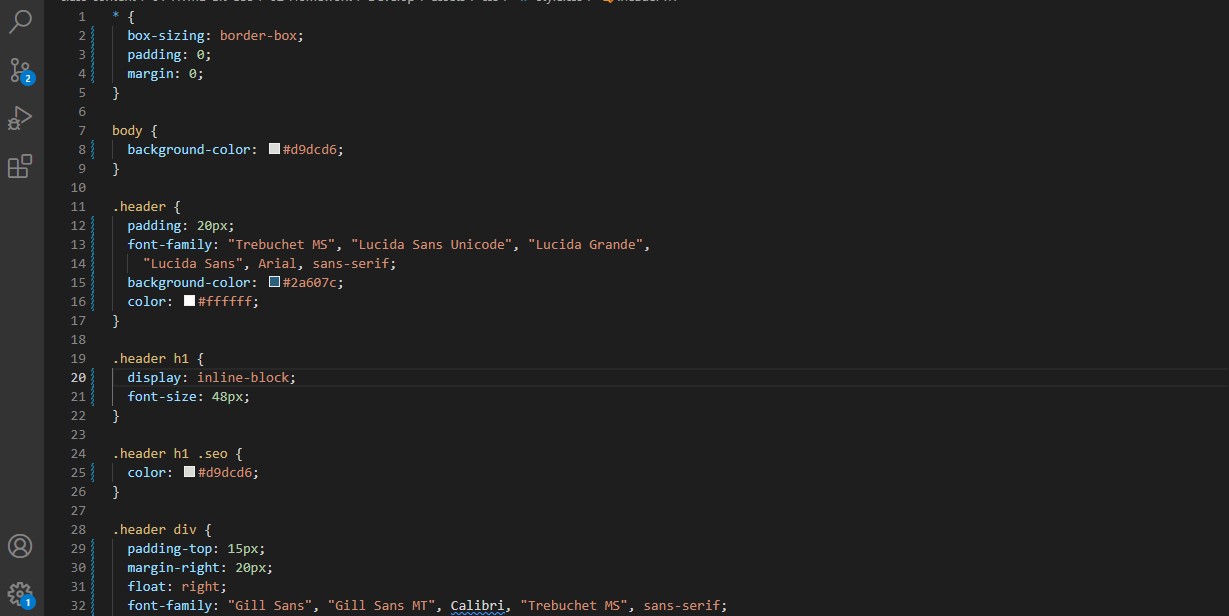 1 * {
2 box-sizing: border-box;
3 padding: 0;
4 margin: 0;
5 }
6
7 body {
8 background-color: #d9dcd6;
9 }
10
11 .header {
12 padding: 20px;
13 font-family: "Trebuchet MS", "Lucida Sans Unicode", "Lucida Grande",
14 "Lucida Sans", Arial, sans-serif;
15 background-color: #2a607c;
16 color: #ffffff;
17 }
18
19 .header h1 {
20 display: inline-block;
21 font-size: 48px;
22 }
23
24 .header h1 .seo {
25 color: #d9dcd6;
26 }
27
28 .header div {
29 padding-top: 15px;
30 margin-right: 20px;
31 float: right;
32 font-family: "Gill Sans", "Gill Sans MT", Calibri, "Trebuchet MS", sans-serif;
2
1